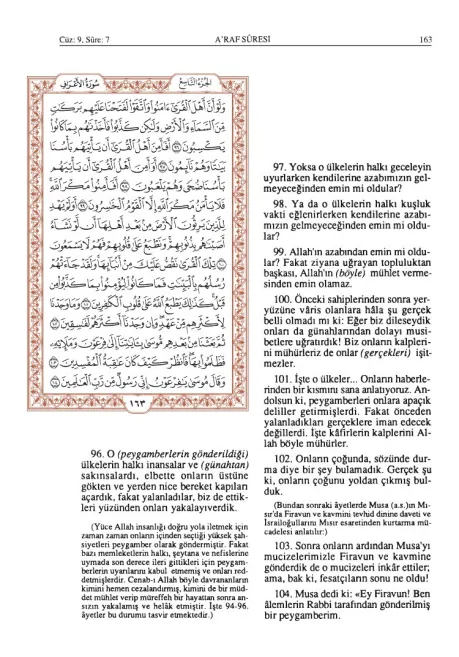 Cüz: 9, Sûre: 7
A'RAF SÛRESİ
163
سورة الأعراف
الجزء التاسع
وَلَوْ أَنَّ أَهْلَ الْقُرَىٰ آمَنُوا وَاتَّقَوْا لَفَتَحْنَا عَلَيْهِمْ بَرَكَاتٍ
مِنَ السَّمَاءِ وَالْأَرْضِ وَلَٰكِنْ كَذَّبُوا فَأَخَذْنَاهُمْ بِمَا كَانُوا
يَكْسِبُونَ ﴿٩٦﴾ أَفَأَمِنَ أَهْلُ الْقُرَىٰ أَنْ يَأْتِيَهُمْ بَأْسُنَا
بَيَاتًا وَهُمْ نَائِمُونَ ﴿٩٧﴾ أَوَأَمِنَ أَهْلُ الْقُرَىٰ أَنْ يَأْتِيَهُمْ
بَأْسُنَا ضُحًى وَهُمْ يَلْعَبُونَ ﴿٩٨﴾ أَفَأَمِنُوا مَكْرَ اللَّهِ
فَلَا يَأْمَنُ مَكْرَ اللَّهِ إِلَّا الْقَوْمُ الْخَاسِرُونَ ﴿٩٩﴾ أَوَلَمْ يَهْدِ
لِلَّذِينَ يَرِثُونَ الْأَرْضَ مِنْ بَعْدِ أَهْلِهَا أَنْ لَوْ نَشَاءُ
أَصَبْنَاهُمْ بِذُنُوبِهِمْ وَنَطْبَعُ عَلَىٰ قُلُوبِهِمْ فَهُمْ لَا يَسْمَعُونَ
﴿١٠٠﴾ تِلْكَ الْقُرَىٰ نَقُصُّ عَلَيْكَ مِنْ أَنْبَائِهَا وَلَقَدْ جَاءَتْهُمْ
رُسُلُهُمْ بِالْبَيِّنَاتِ فَمَا كَانُوا لِيُؤْمِنُوا بِمَا كَذَّبُوا مِنْ
قَبْلُ كَذَٰلِكَ يَطْبَعُ اللَّهُ عَلَىٰ قُلُوبِ الْكَافِرِينَ ﴿١٠١﴾ وَمَا وَجَدْنَا
لِأَكْثَرِهِمْ مِنْ عَهْدٍ وَإِنْ وَجَدْنَا أَكْثَرَهُمْ لَفَاسِقِينَ ﴿١٠٢﴾
ثُمَّ بَعَثْنَا مِنْ بَعْدِهِمْ مُوسَىٰ بِآيَاتِنَا إِلَىٰ فِرْعَوْنَ وَمَلَئِهِ
فَظَلَمُوا بِهَا فَانْظُرْ كَيْفَ كَانَ عَاقِبَةُ الْمُفْسِدِينَ ﴿١٠٣﴾
وَقَالَ مُوسَىٰ يَا فِرْعَوْنُ إِنِّي رَسُولٌ مِنْ رَبِّ الْعَالَمِينَ ﴿١٠٤﴾
١٦٣
96. O (peygamberlerin gönderildiği)
ülkelerin halkı inansalar ve (günahtan)
sakınsalardı, elbette onların üstüne
gökten ve yerden nice bereket kapıları
açardık, fakat yalanladılar, biz de ettik-
leri yüzünden onları yakalayıverdik.
(Yüce Allah insanlığı doğru yola iletmek için
zaman zaman onların içinden seçtiği yüksek şah-
siyetleri peygamber olarak göndermiştir. Fakat
bazı memleketlerin halkı, şeytana ve nefislerine
uymada son derece ileri gittikleri için peygam-
berlerin uyarılarını kabul etmemiş ve onları red-
detmişlerdir. Cenab-ı Allah böyle davrananların
kimini hemen cezalandırmış, kimini de bir müd-
det mühlet verip müreffeh bir hayattan sonra an-
sızın yakalamış ve helâk etmiştir. İşte 94-96.
âyetler bu durumu tasvir etmektedir.)
97. Yoksa o ülkelerin halkı geceleyin
uyurlarken kendilerine azabımızın gel-
meyeceğinden emin mi oldular?
98. Ya da o ülkelerin halkı kuşluk
vakti eğlenirlerken kendilerine azabı-
mızın gelmeyeceğinden emin mi oldu-
lar?
99. Allah'ın azabından emin mi oldu-
lar? Fakat ziyana uğrayan topluluktan
başkası, Allah'ın (böyle) mühlet verme-
sinden emin olamaz.
100. Önceki sahiplerinden sonra yer-
yüzüne vâris olanlara hâla şu gerçek
belli olmadı mı ki: Eğer biz dileseydik
onları da günahlarından dolayı musi-
betlere uğratırdık! Biz onların kalpleri-
ni mühürleriz de onlar (gerçekleri) işit-
mezler.
101. İşte o ülkeler... Onların haberle-
rinden bir kısmını sana anlatıyoruz. An-
dolsun ki, peygamberleri onlara apaçık
deliller getirmişlerdi. Fakat önceden
yalanladıkları gerçeklere iman edecek
değillerdi. İşte kâfirlerin kalplerini Al-
lah böyle mühürler.
102. Onların çoğunda, sözünde dur-
ma diye bir şey bulamadık. Gerçek şu
ki, onların çoğunu yoldan çıkmış bul-
duk.
(Bundan sonraki âyetlerde Musa (a.s.)ın Mı-
sır'da Firavun ve kavmini tevhid dinine daveti ve
İsrailoğullarını Mısır esaretinden kurtarma mü-
cadelesi anlatılır:)
103. Sonra onların ardından Musa'yı
mucizelerimizle Firavun ve kavmine
gönderdik de o mucizeleri inkâr ettiler;
ama, bak ki, fesatçıların sonu ne oldu!
104. Musa dedi ki: «Ey Firavun! Ben
âlemlerin Rabbi tarafından gönderilmiş
bir peygamberim.